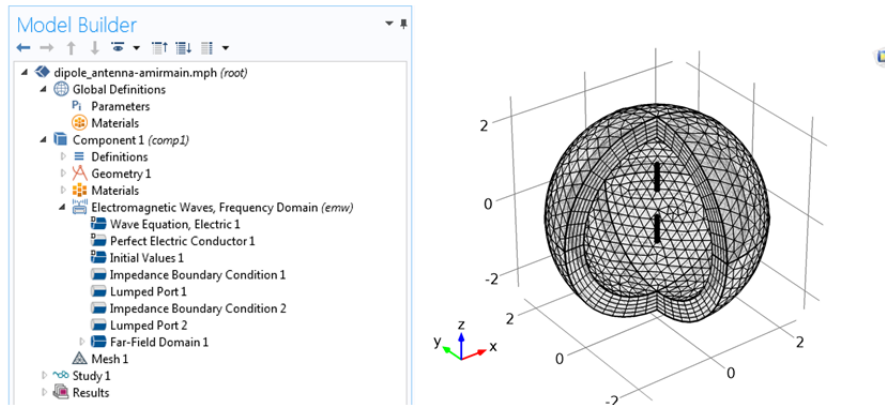 Model Builder
dipole_antenna-amirmain.mph (root)
Global Definitions
Pi Parameters
Materials
Component 1 (comp1)
Definitions
Geometry 1
Materials
Electromagnetic Waves, Frequency Domain (emw)
D Wave Equation, Electric 1
D Perfect Electric Conductor 1
D Initial Values 1
Impedance Boundary Condition 1
Lumped Port 1
Impedance Boundary Condition 2
Lumped Port 2
Far-Field Domain 1
Mesh 1
Study 1
Results
2
0
-2
2
0
-2
2
0
z
y
x